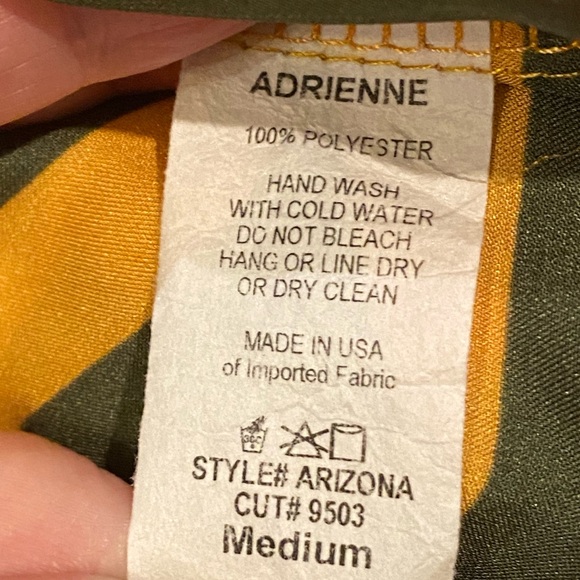 ADRIENNE
100% POLYESTER
HAND WASH
WITH COLD WATER
DO NOT BLEACH
HANG OR LINE DRY
OR DRY CLEAN
MADE IN USA
of Imported Fabric
STYLE# ARIZONA
CUT# 9503
Medium